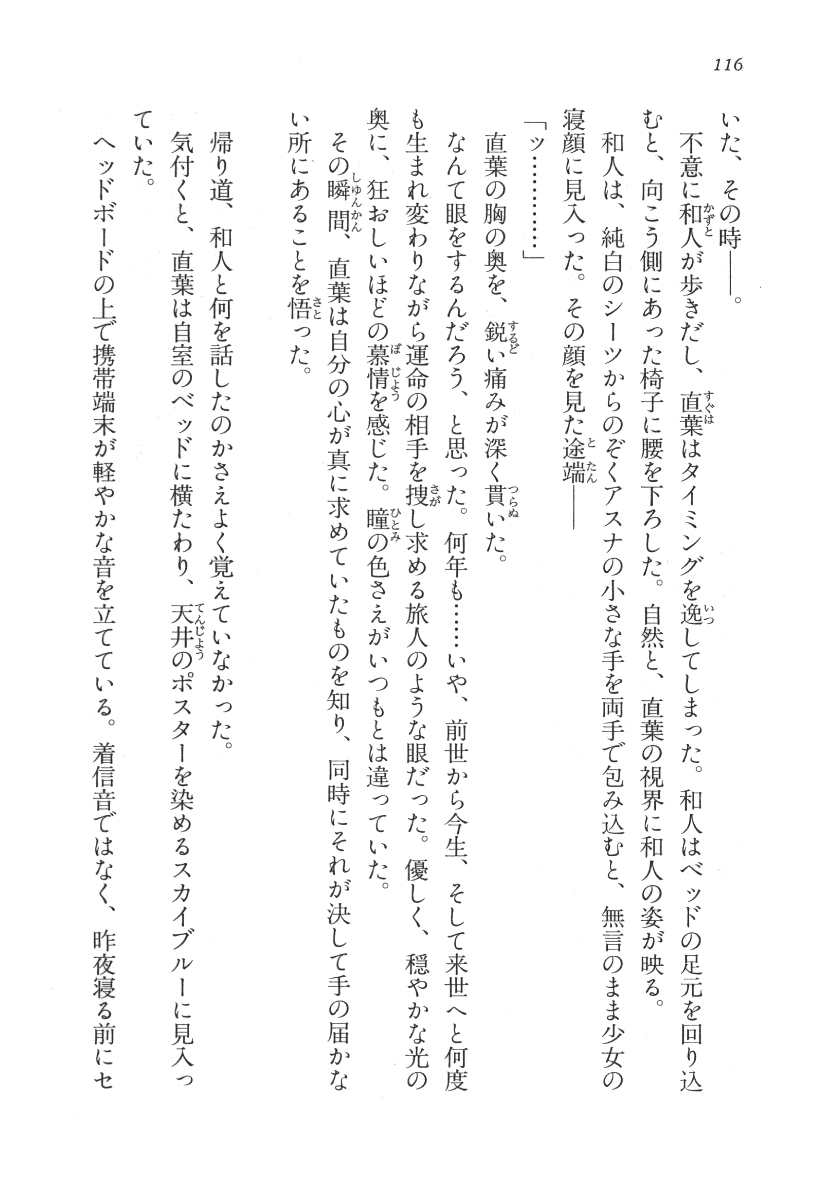 116
いた、その時――。
不意に和人が歩きだし、直葉はタイミングを逸してしまった。和人はベッドの足元を回り込
むと、向こう側にあった椅子に腰を下ろした。自然と、直葉の視界に和人の姿が映る。
和人は、純白のシーツからのぞくアスナの小さな手を両手で包み込むと、無言のまま少女の
寝顔に見入った。その顔を見た途端――
「ッ…………」
直葉の胸の奥を、鋭い痛みが深く貫いた。
なんて眼をするんだろう、と思った。何年も……いや、前世から今生、そして来世へと何度
も生まれ変わりながら運命の相手を捜し求める旅人のような眼だった。優しく、穏やかな光の
奥に、狂おしいほどの慕情を感じた。瞳の色さえがいつもとは違っていた。
その瞬間、直葉は自分の心が真に求めていたものを知り、同時にそれが決して手の届かな
い所にあることを悟った。
帰り道、和人と何を話したのかさえよく覚えていなかった。
気付くと、直葉は自室のベッドに横たわり、天井のポスターを染めるスカイブルーに見入っ
ていた。
ヘッドボードの上で携帯端末が軽やかな音を立てている。着信音ではなく、昨夜寝る前にセ